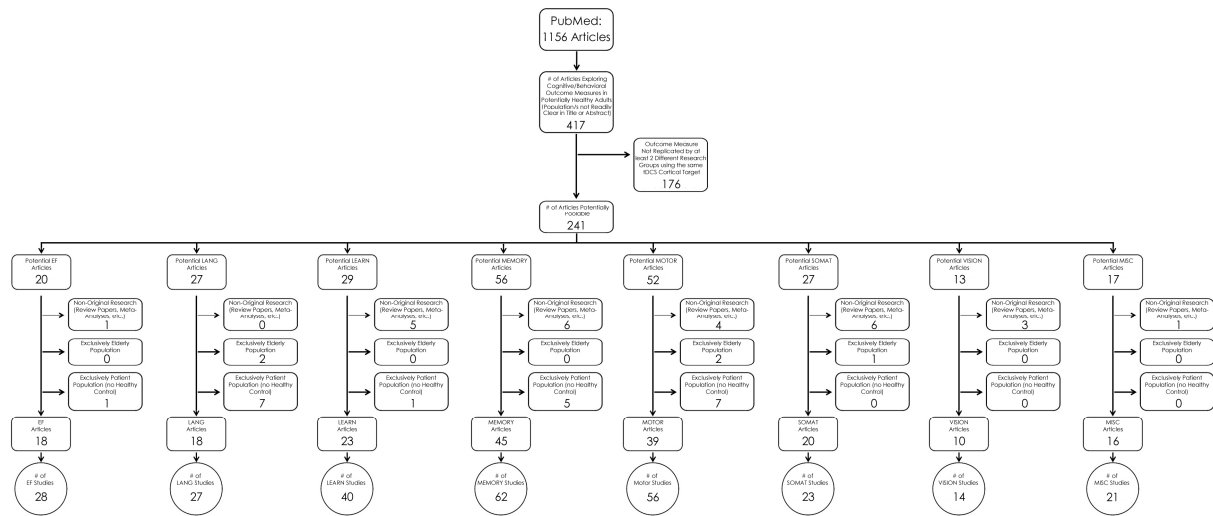 PubMed:
1156 Articles
# of Articles Exploring
Cognitive/Behavioral
Outcome Measures in
Potentially Healthy Adults
(Population/s not Readily
Clear in Title or Abstract)
417
Outcome Measure
Not Replicated by at
least 2 Different Research
Groups using the same
tDCS Cortical Target
176
# of Articles Potentially
Poolable
241
Potential EF
Articles
20
Potential LANG
Articles
27
Potential LEARN
Articles
29
Potential MEMORY
Articles
56
Potential MOTOR
Articles
52
Potential SOMAT
Articles
27
Potential VISION
Articles
13
Potential MISC
Articles
17
Non-Original Research
(Review Papers, Meta-
Analyses, etc..)
1
Non-Original Research
(Review Papers, Meta-
Analyses, etc..)
0
Non-Original Research
(Review Papers, Meta-
Analyses, etc..)
5
Non-Original Research
(Review Papers, Meta-
Analyses, etc..)
6
Non-Original Research
(Review Papers, Meta-
Analyses, etc..)
4
Non-Original Research
(Review Papers, Meta-
Analyses, etc..)
6
Non-Original Research
(Review Papers, Meta-
Analyses, etc..)
3
Non-Original Research
(Review Papers, Meta-
Analyses, etc..)
1
Exclusively Elderly
Population
0
Exclusively Elderly
Population
2
Exclusively Elderly
Population
0
Exclusively Elderly
Population
0
Exclusively Elderly
Population
2
Exclusively Elderly
Population
1
Exclusively Elderly
Population
0
Exclusively Elderly
Population
0
Exclusively Patient
Population (no Healthy
Control)
1
Exclusively Patient
Population (no Healthy
Control)
7
Exclusively Patient
Population (no Healthy
Control)
1
Exclusively Patient
Population (no Healthy
Control)
5
Exclusively Patient
Population (no Healthy
Control)
7
Exclusively Patient
Population (no Healthy
Control)
0
Exclusively Patient
Population (no Healthy
Control)
0
Exclusively Patient
Population (no Healthy
Control)
0
EF
Articles
18
LANG
Articles
18
LEARN
Articles
23
MEMORY
Articles
45
MOTOR
Articles
39
SOMAT
Articles
20
VISION
Articles
10
MISC
Articles
16
# of
EF Studies
28
# of
LANG Studies
27
# of
LEARN Studies
40
# of
MEMORY Studies
62
# of
Motor Studies
56
# of
SOMAT Studies
23
# of
VISION Studies
14
# of
MISC Studies
21